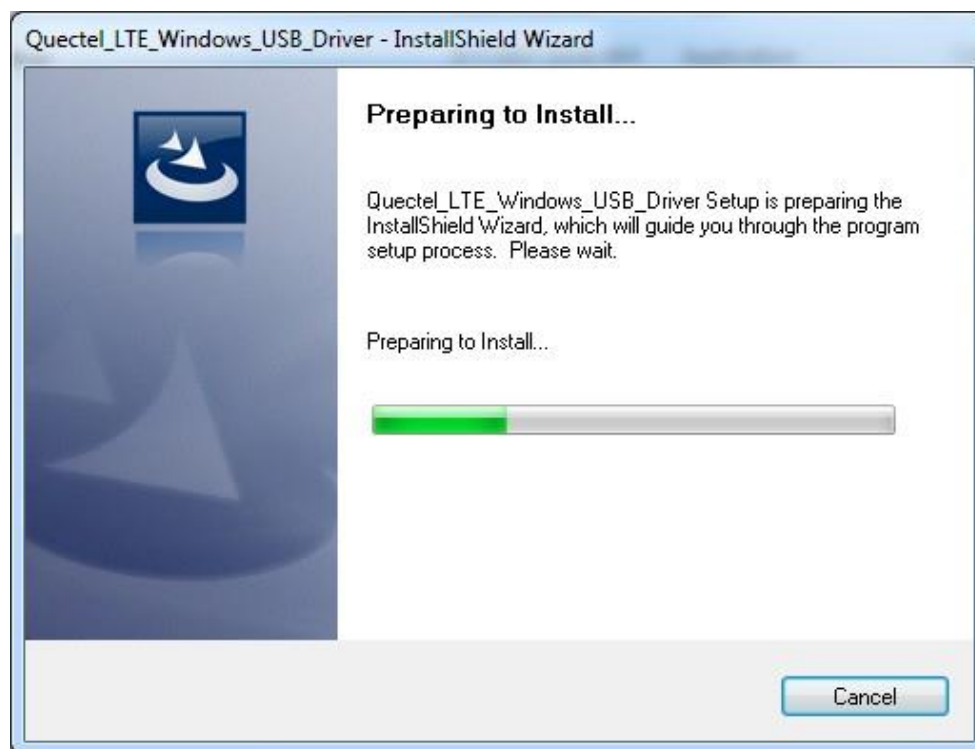 Quectel_LTE_Windows_USB_Driver - InstallShield Wizard
Preparing to Install...
Quectel_LTE_Windows_USB_Driver Setup is preparing the
InstallShield Wizard, which will guide you through the program
setup process.  Please wait.
Preparing to Install...
Cancel